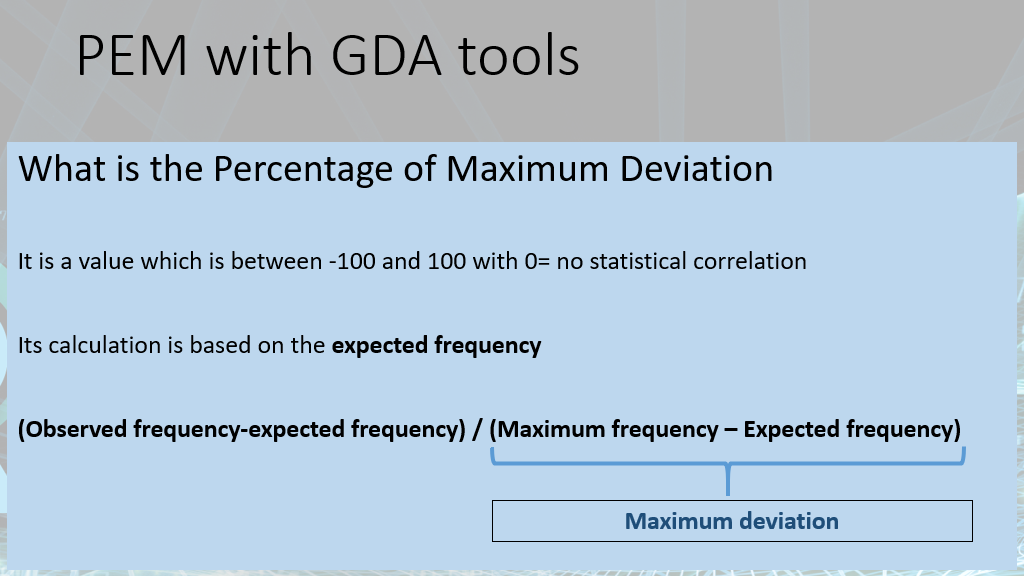 PEM with GDA tools
What is the Percentage of Maximum Deviation
It is a value which is between -100 and 100 with 0= no statistical correlation
Its calculation is based on the expected frequency
(Observed frequency-expected frequency) / (Maximum frequency – Expected frequency)
Maximum deviation